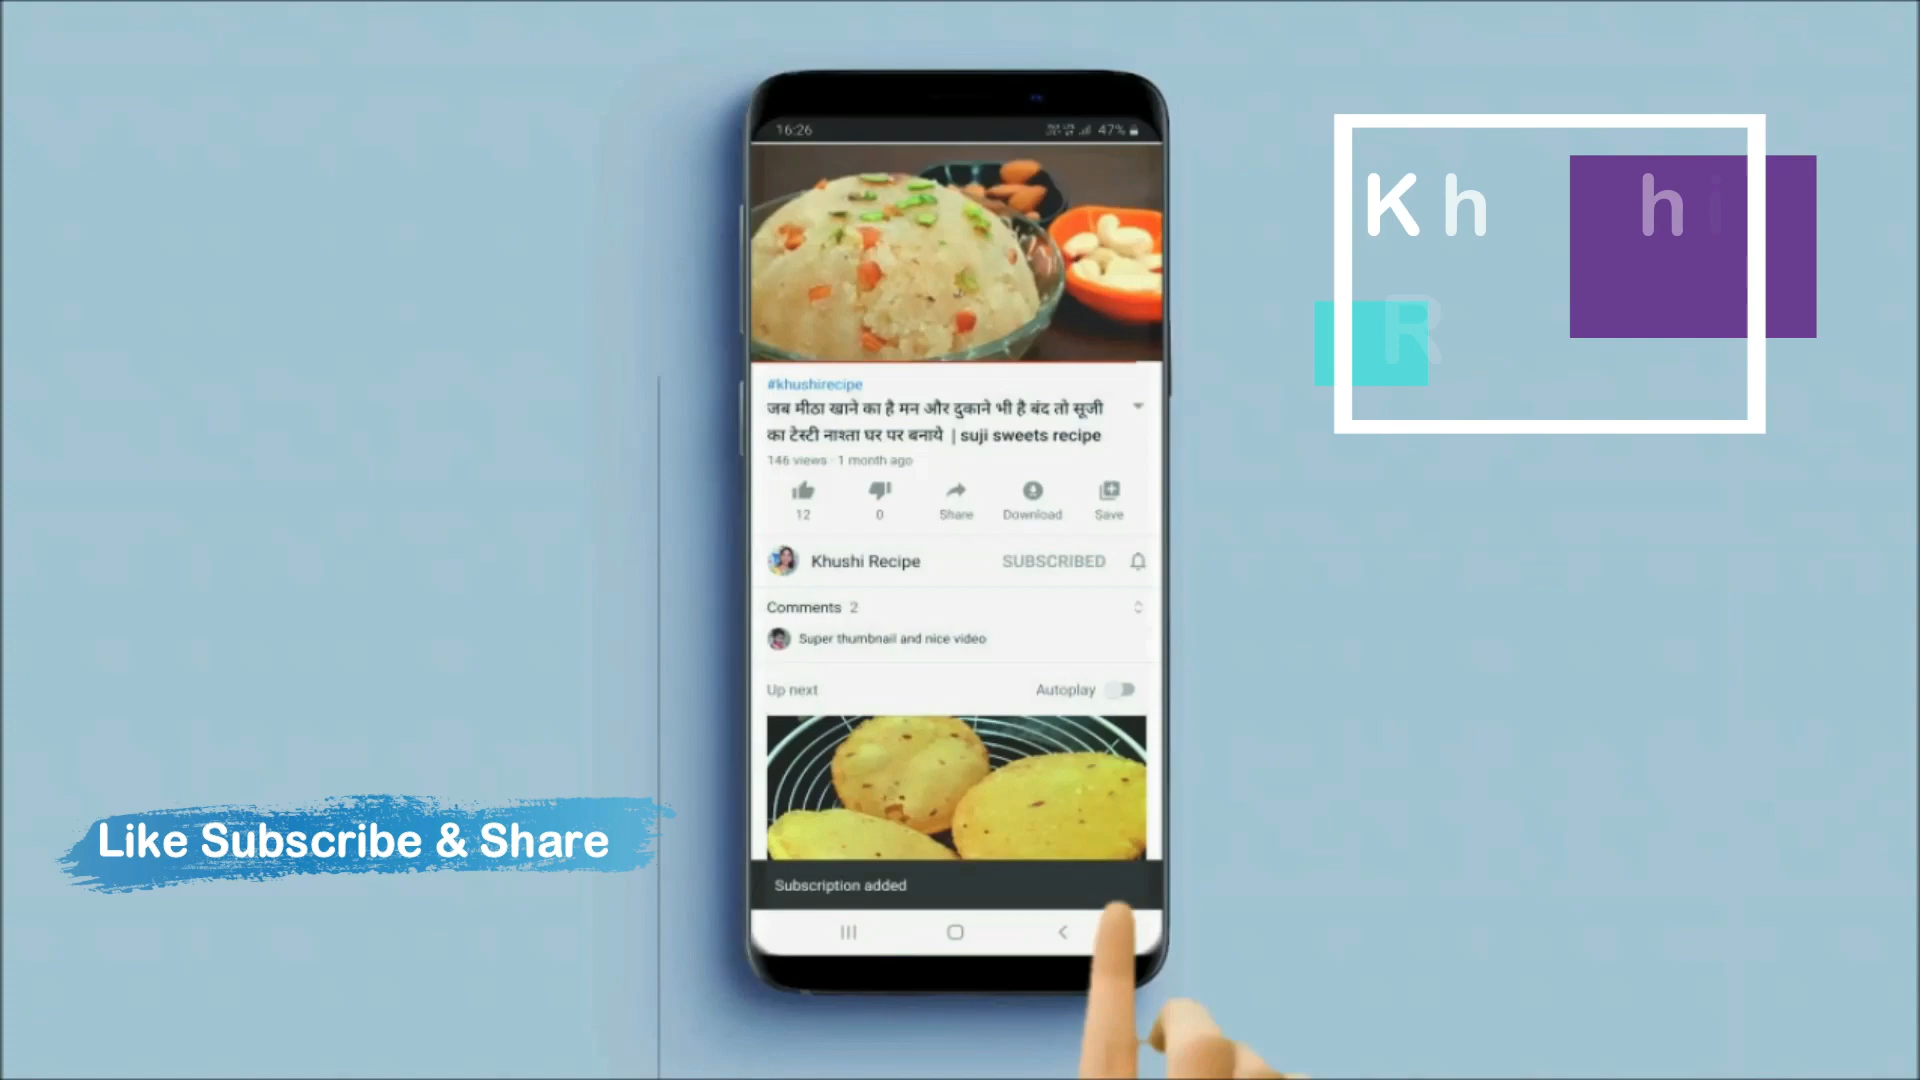 16:26
47%
K h h i
R
#khushirecipe
जब मीठा खाने का है मन और दुकाने भी है बंद तो सूजी
का टेस्टी नाश्ता घर पर बनाये | suji sweets recipe
146 views · 1 month ago
12 0 Share Download Save
Khushi Recipe SUBSCRIBED
Comments 2
Super thumbnail and nice video
Up next Autoplay
Like Subscribe & Share
Subscription added